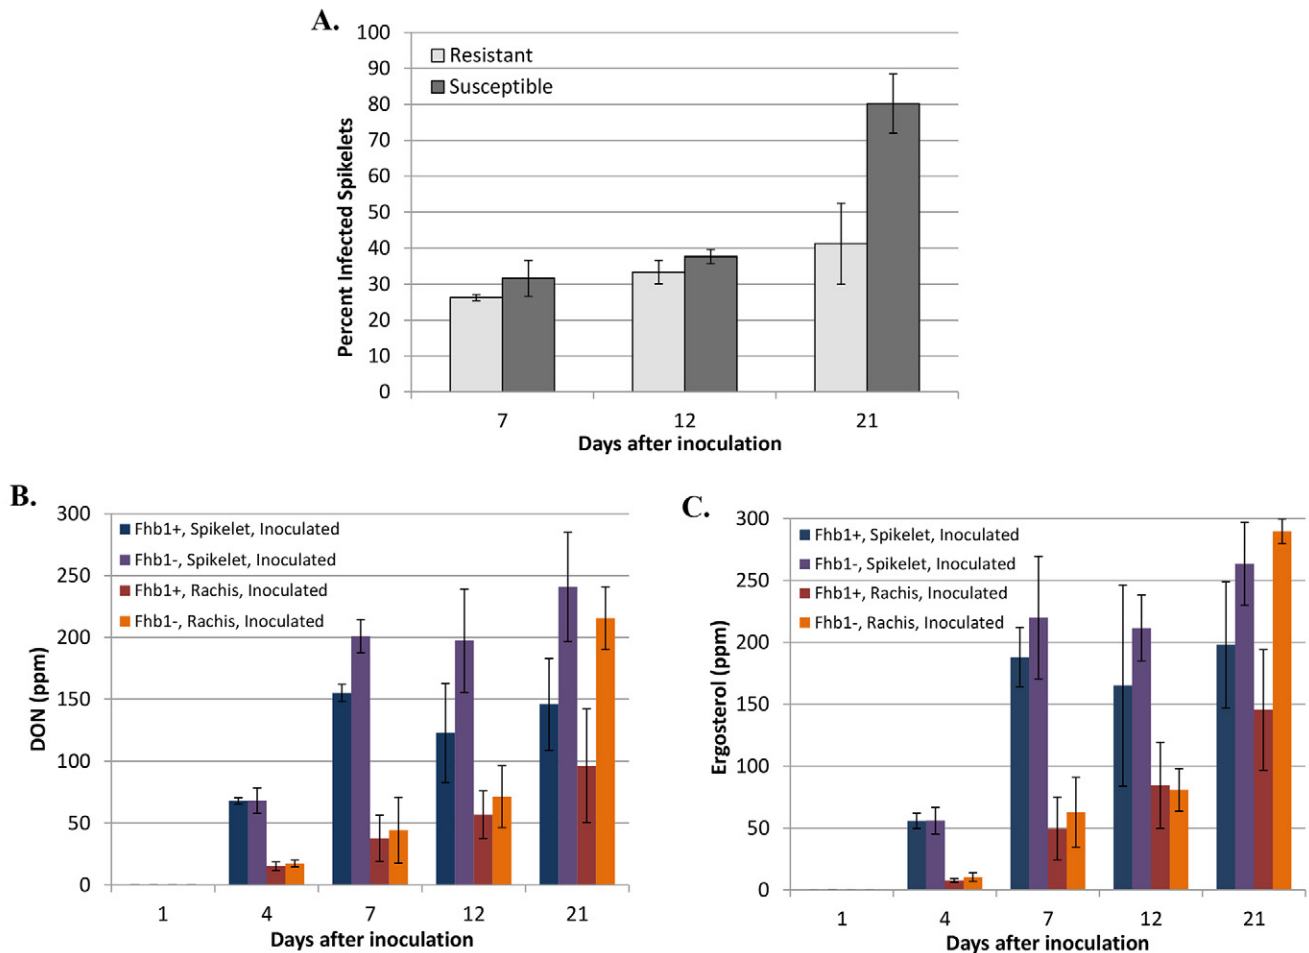 A.
Percent Infected Spikelets
100
90
80
70
60
50
40
30
20
10
0
Resistant
Susceptible
7 12 21
Days after inoculation
B.
DON (ppm)
300
250
200
150
100
50
0
Fhb1+, Spikelet, Inoculated
Fhb1-, Spikelet, Inoculated
Fhb1+, Rachis, Inoculated
Fhb1-, Rachis, Inoculated
1 4 7 12 21
Days after inoculation
C.
Ergosterol (ppm)
300
250
200
150
100
50
0
Fhb1+, Spikelet, Inoculated
Fhb1-, Spikelet, Inoculated
Fhb1+, Rachis, Inoculated
Fhb1-, Rachis, Inoculated
1 4 7 12 21
Days after inoculation